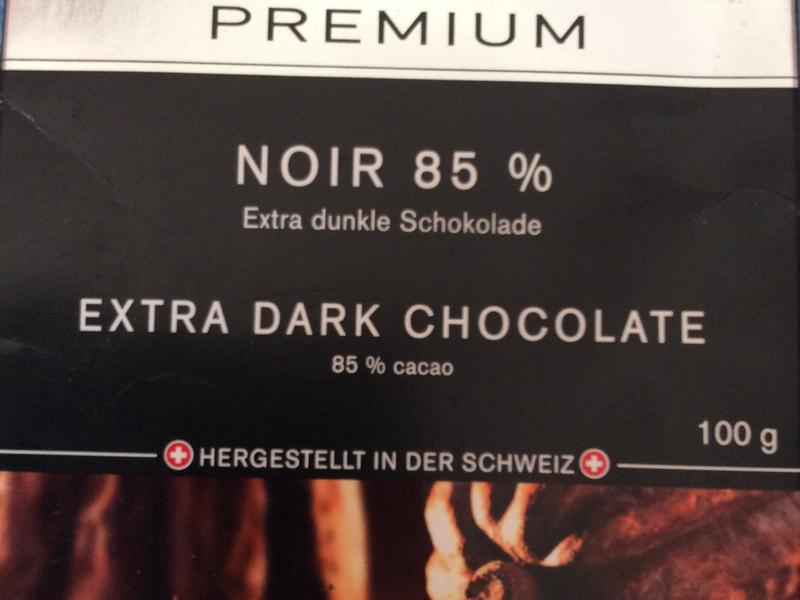 PREMIUM
NOIR 85 %
Extra dunkle Schokolade
EXTRA DARK CHOCOLATE
85 % cacao
100 g
HERGESTELLT IN DER SCHWEIZ